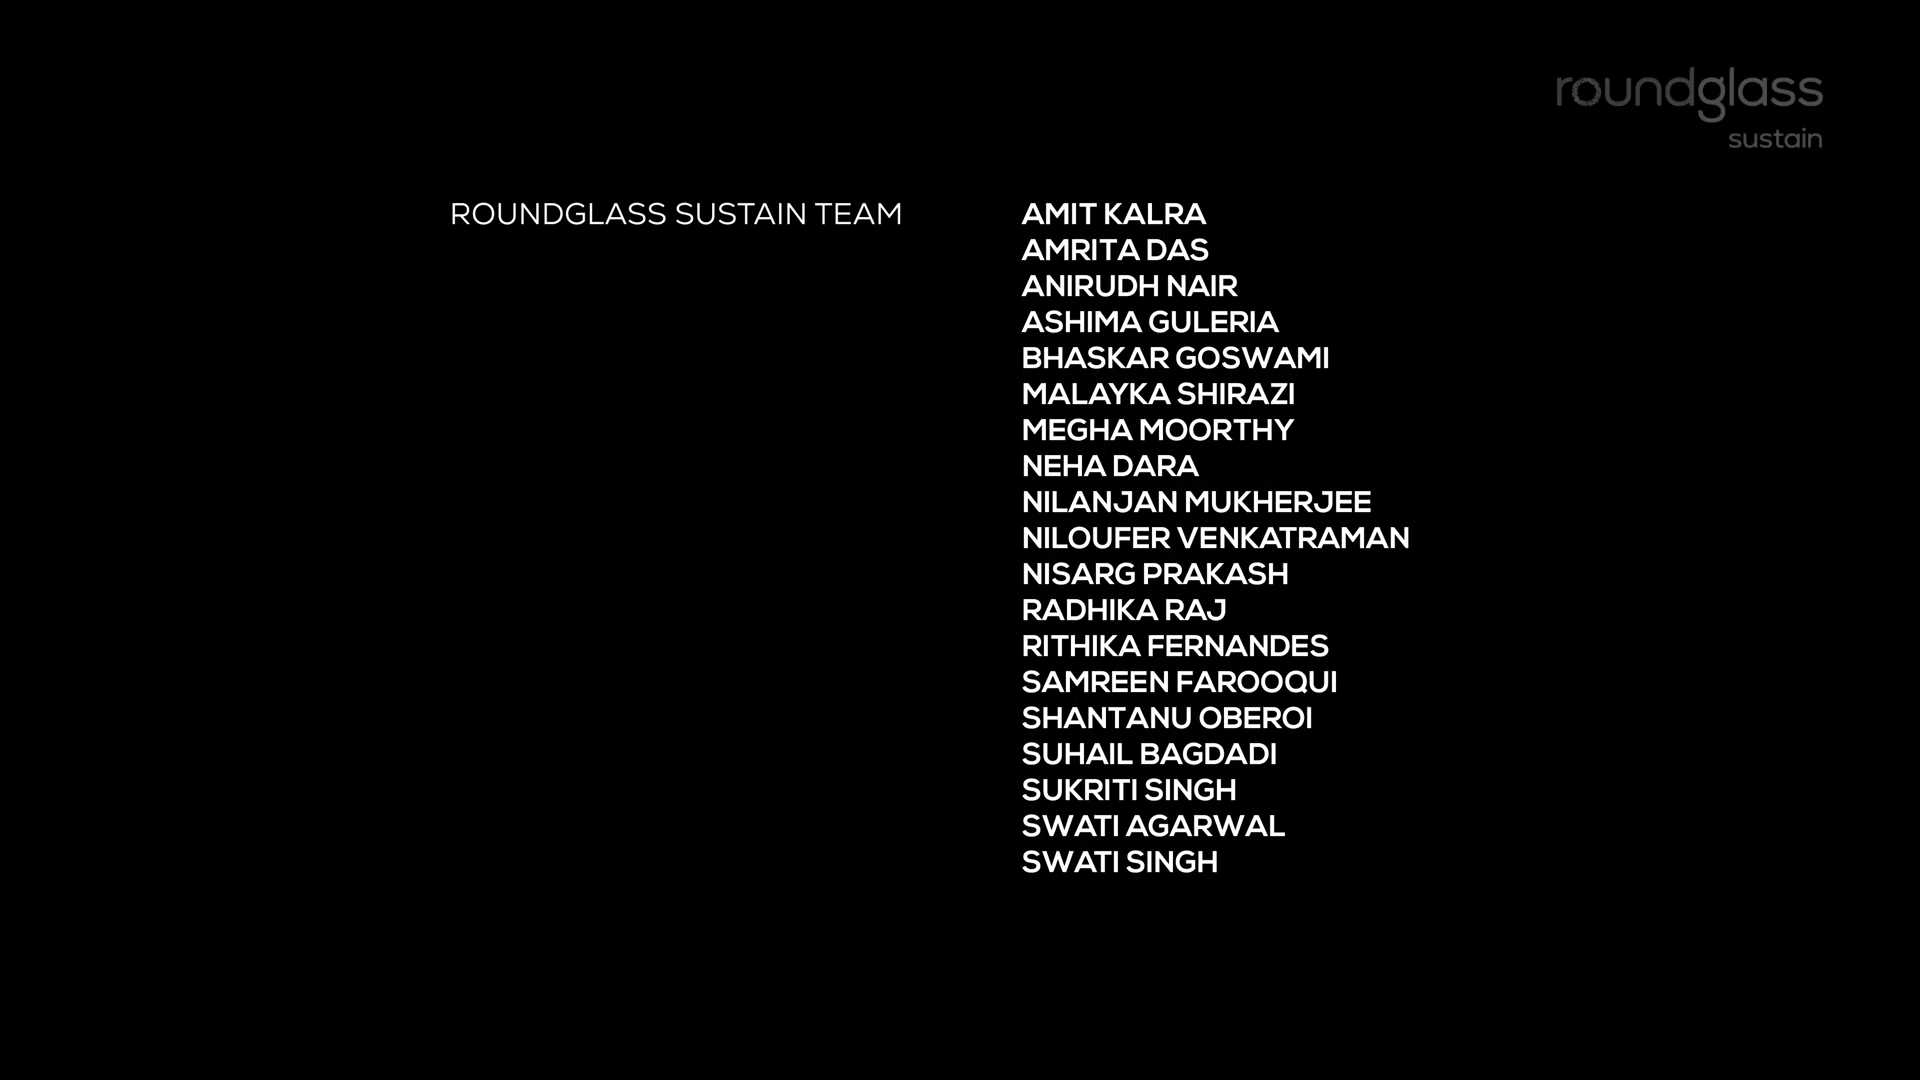 roundglass
sustain
ROUNDGLASS SUSTAIN TEAM
AMIT KALRA
AMRITA DAS
ANIRUDH NAIR
ASHIMA GULERIA
BHASKAR GOSWAMI
MALAYKA SHIRAZI
MEGHA MOORTHY
NEHA DARA
NILANJAN MUKHERJEE
NILOUFER VENKATRAMAN
NISARG PRAKASH
RADHIKA RAJ
RITHIKA FERNANDES
SAMREEN FAROOQUI
SHANTANU OBEROI
SUHAIL BAGDADI
SUKRITI SINGH
SWATI AGARWAL
SWATI SINGH